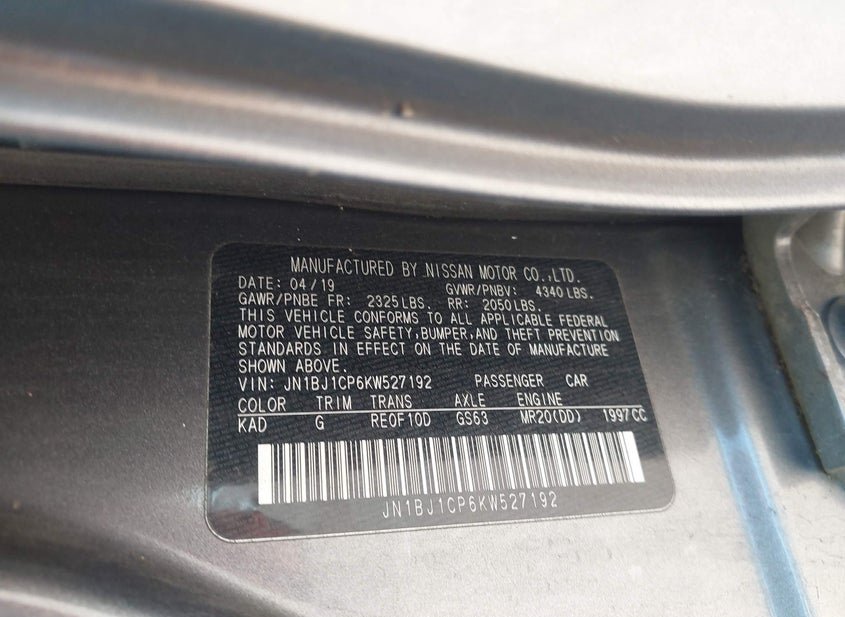 MANUFACTURED BY NISSAN MOTOR CO.,LTD.
DATE: 04/19 GVWR/PNBV: 4340 LBS.
GAWR/PNBE FR: 2325 LBS. RR: 2050 LBS.
THIS VEHICLE CONFORMS TO ALL APPLICABLE FEDERAL
MOTOR VEHICLE SAFETY, BUMPER, AND THEFT PREVENTION
STANDARDS IN EFFECT ON THE DATE OF MANUFACTURE
SHOWN ABOVE.
VIN: JN1BJ1CP6KW527192 PASSENGER CAR
COLOR TRIM TRANS AXLE ENGINE
KAD G RE0F10D GS63 MR20(DD) 1997CC
JN1BJ1CP6KW527192